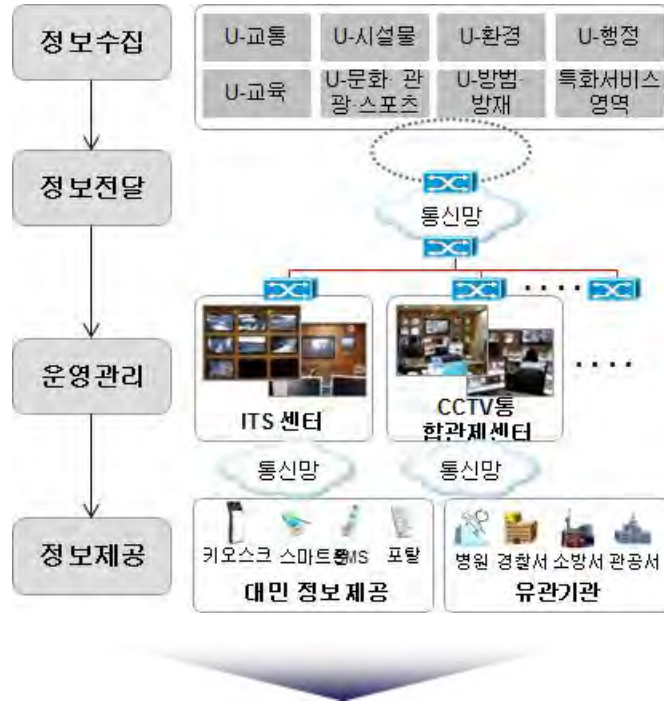 정보수집
U-교통
U-시설물
U-환경
U-행정
U-교육
U-문화· 관
광·스포츠
U-방범·
방재
특화서비스
영역
정보전달
통신망
운영관리
ITS 센터
CCTV통
합관제센터
통신망
통신망
정보제공
키오스크
스마트폰
포탈
대민 정보 제공
병원
경찰서
소방서
관공서
유관기관